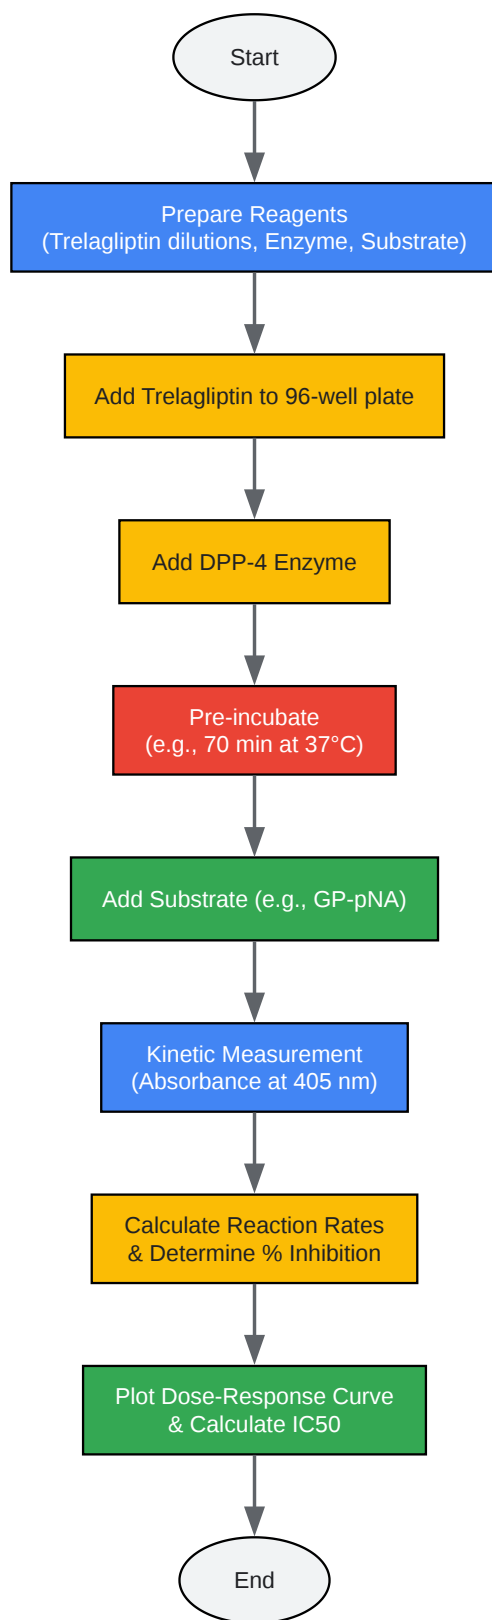 Start
Prepare Reagents
(Trelagliptin dilutions, Enzyme, Substrate)
Add Trelagliptin to 96-well plate
Add DPP-4 Enzyme
Pre-incubate
(e.g., 70 min at 37°C)
Add Substrate (e.g., GP-pNA)
Kinetic Measurement
(Absorbance at 405 nm)
Calculate Reaction Rates
& Determine % Inhibition
Plot Dose-Response Curve
& Calculate IC50
End